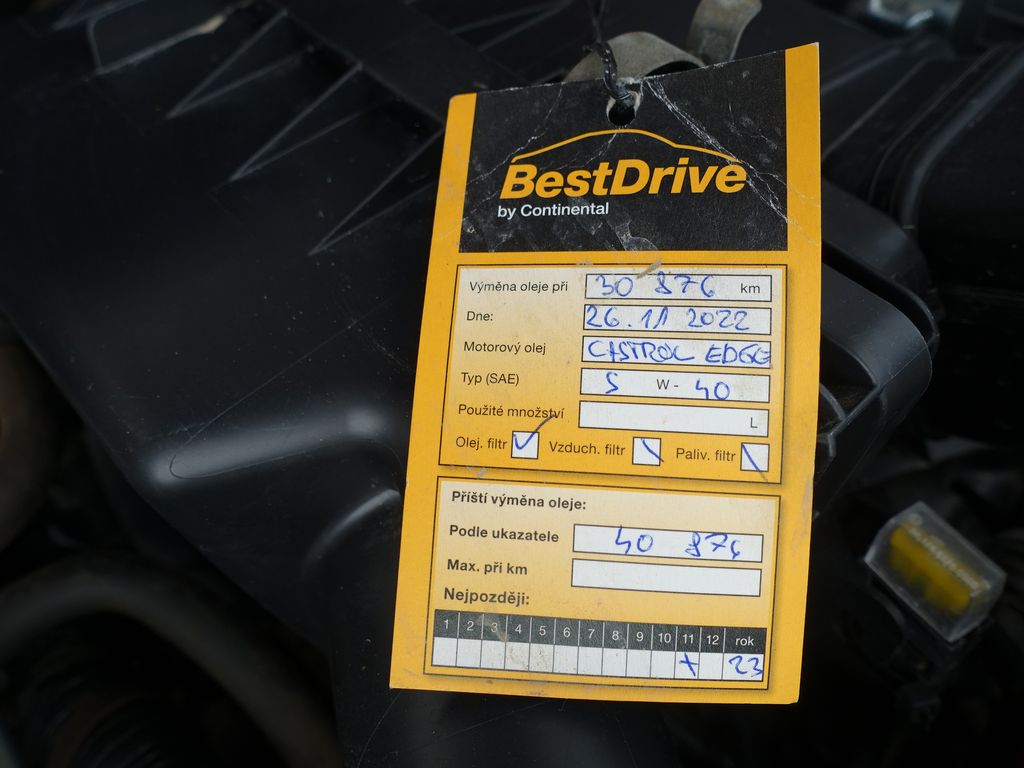 BestDrive
by Continental
Výměna oleje při 30 876 km
Dne: 26.11 2022
Motorový olej CASTROL EDGE
Typ (SAE) 5 W - 40
Použité množství L
Olej. filtr Vzduch. filtr Paliv. filtr
Příští výměna oleje:
Podle ukazatele 40 876
Max. při km
Nejpozději:
1 2 3 4 5 6 7 8 9 10 11 12 rok
x 23